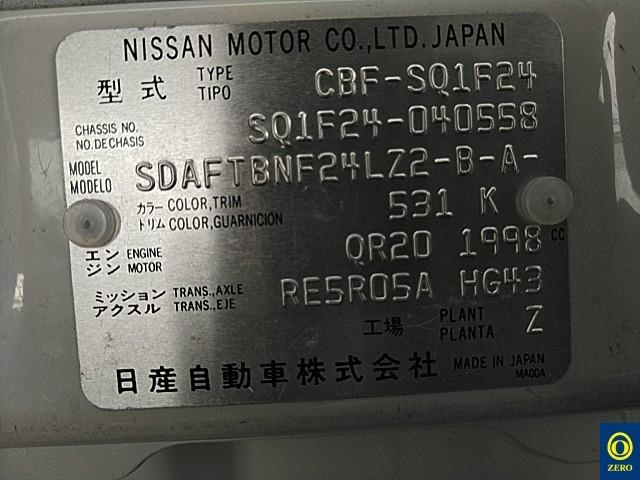 NISSAN MOTOR CO.,LTD. JAPAN
型式 TYPE TIPO CBF-SQ1F24
CHASSIS NO. NO.DE CHASIS SQ1F24-040558
MODEL MODELO SDAFTBNF24LZ2-B-A-
カラー COLOR,TRIM トリム COLOR,GUARNICION 531 K
エンジン ENGINE MOTOR QR20 1998 CC
ミッション アクスル TRANS.,AXLE TRANS.,EJE RE5R05A HG43
工場 PLANT PLANTA Z
日産自動車株式会社 MADE IN JAPAN
MA00A
ZERO